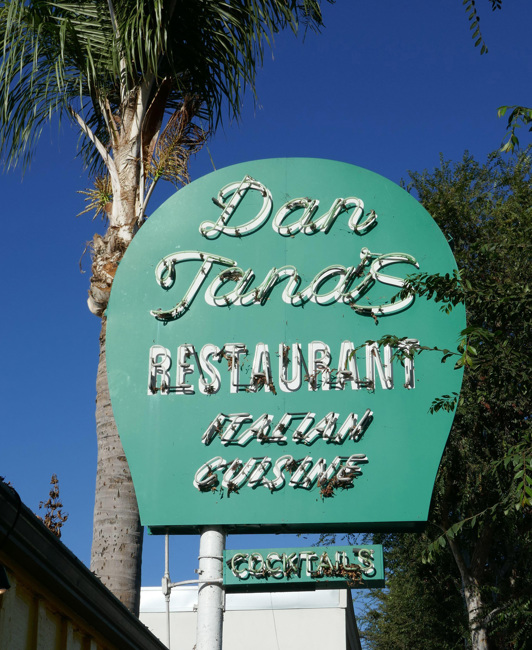 Dan
Tana's
RESTAURANT
ITALIAN
CUISINE
COCKTAILS